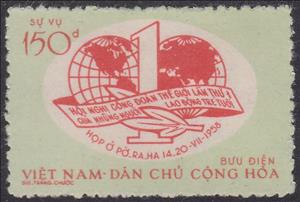 SỰ VỤ
150đ
HỘI NGHỊ CÔNG ĐOÀN THẾ GIỚI LẦN THỨ 1
CỦA NHỮNG NGƯỜI LAO ĐỘNG TRẺ TUỔI
HỌP Ở PỜ.RA.HA 14.20-VII-1958
BƯU ĐIỆN
VIỆT NAM-DÂN CHỦ CỘNG HÒA